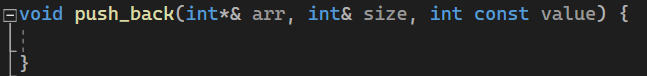 void push_back(int*& arr, int& size, int const value) {
}